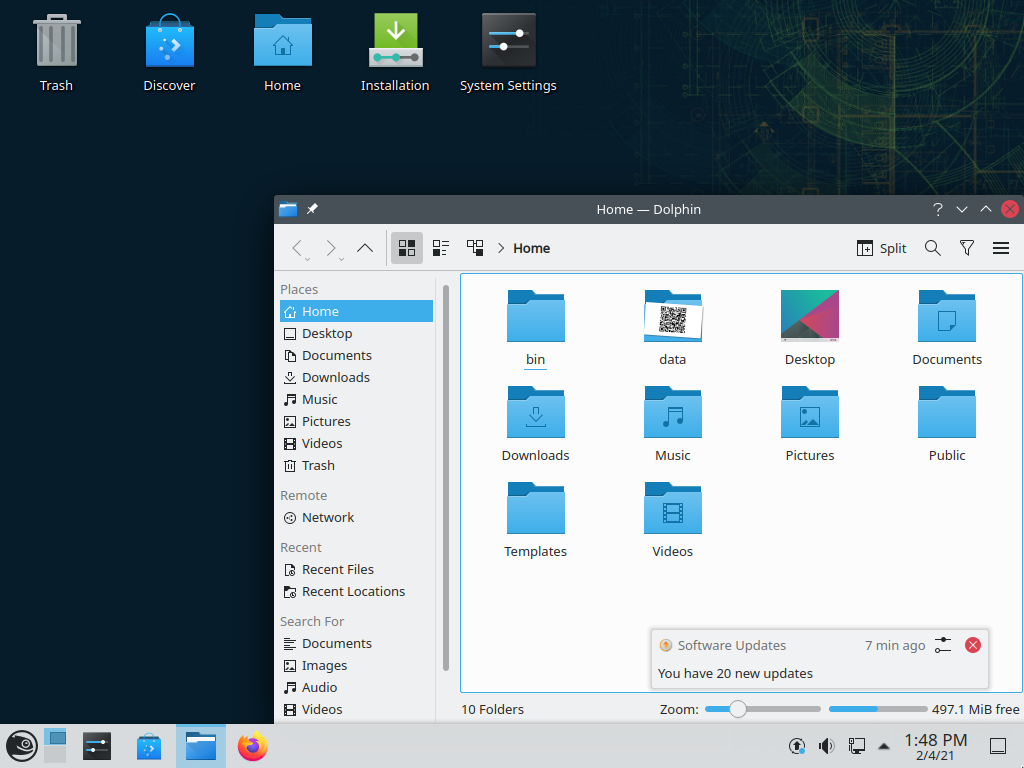 Trash
Discover
Home
Installation
System Settings
Home — Dolphin
Home
Split
Places
Home
Desktop
Documents
Downloads
Music
Pictures
Videos
Trash
Remote
Network
Recent
Recent Files
Recent Locations
Search For
Documents
Images
Audio
Videos
bin
data
Desktop
Documents
Downloads
Music
Pictures
Public
Templates
Videos
Software Updates
7 min ago
You have 20 new updates
10 Folders
Zoom:
497.1 MiB free
1:48 PM
2/4/21